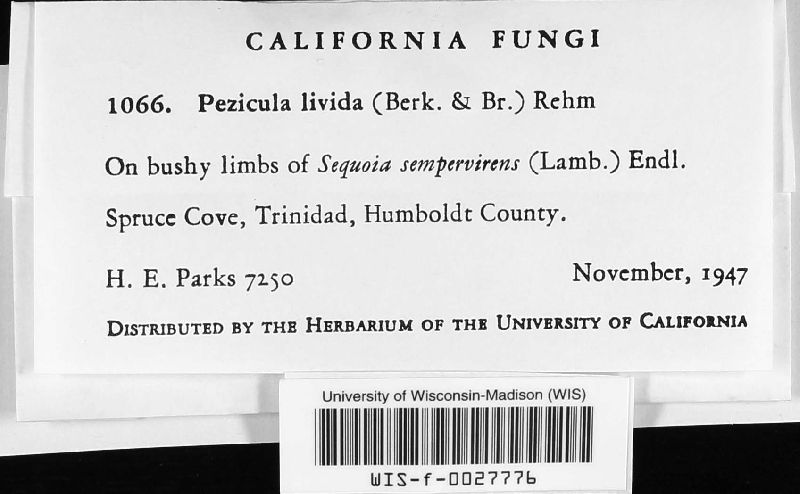 CALIFORNIA FUNGI
1066. Pezicula livida (Berk. & Br.) Rehm
On bushy limbs of Sequoia sempervirens (Lamb.) Endl.
Spruce Cove, Trinidad, Humboldt County.
H. E. Parks 7250 November, 1947
DISTRIBUTED BY THE HERBARIUM OF THE UNIVERSITY OF CALIFORNIA
University of Wisconsin-Madison (WIS)
WIS-f-0027776